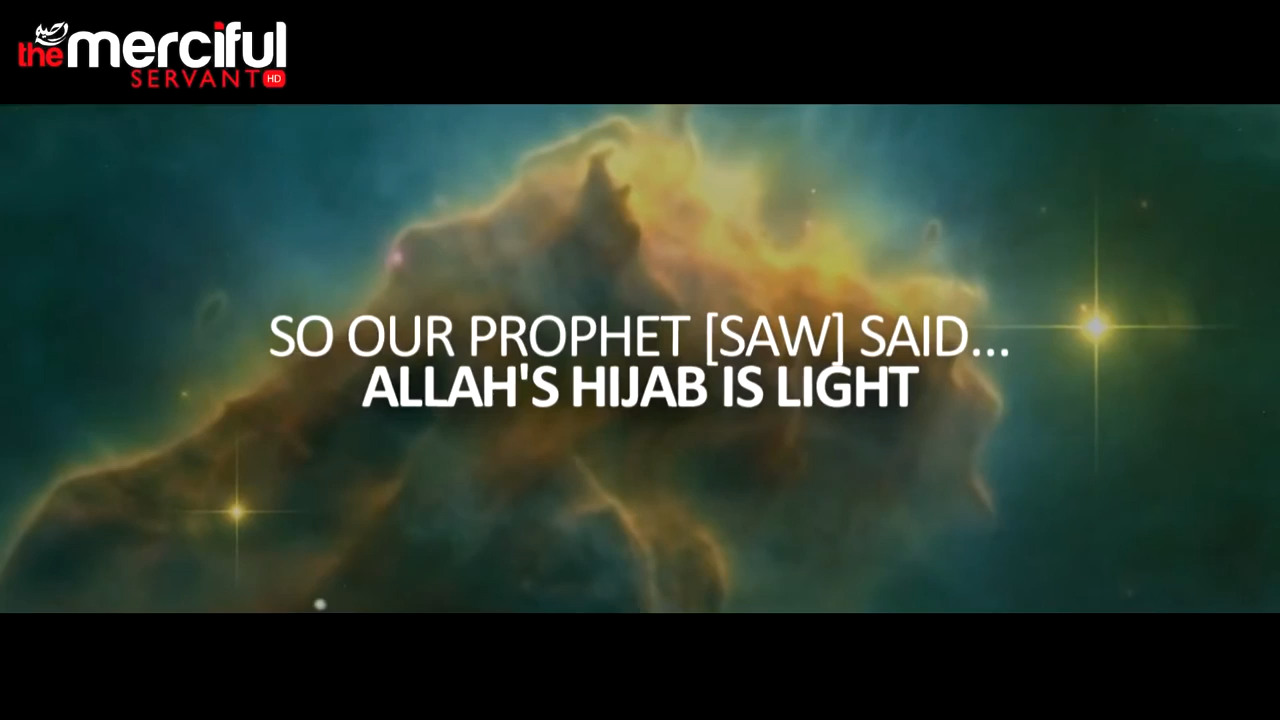 the merciful
SERVANT HD
SO OUR PROPHET [SAW] SAID...
ALLAH'S HIJAB IS LIGHT